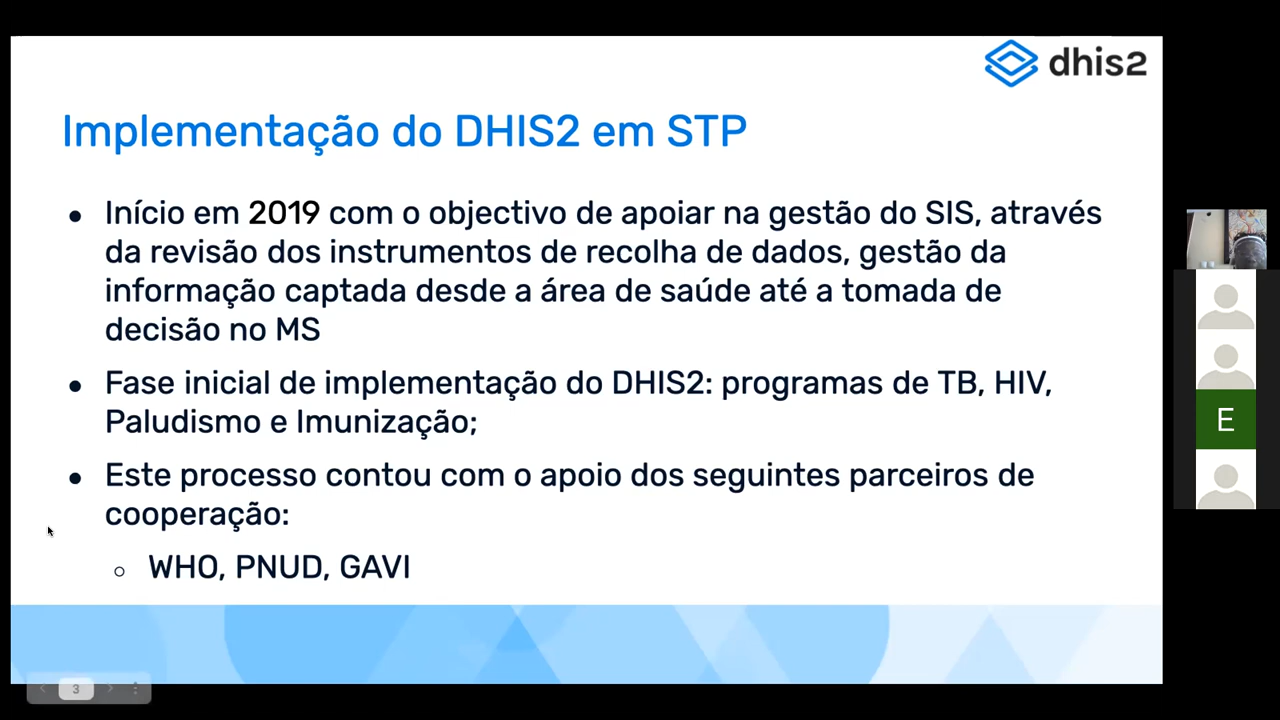 dhis2
Implementação do DHIS2 em STP
● Início em 2019 com o objectivo de apoiar na gestão do SIS, através
da revisão dos instrumentos de recolha de dados, gestão da
informação captada desde a área de saúde até a tomada de
decisão no MS
● Fase inicial de implementação do DHIS2: programas de TB, HIV,
Paludismo e Imunização;
● Este processo contou com o apoio dos seguintes parceiros de
cooperação:
○ WHO, PNUD, GAVI
E
3